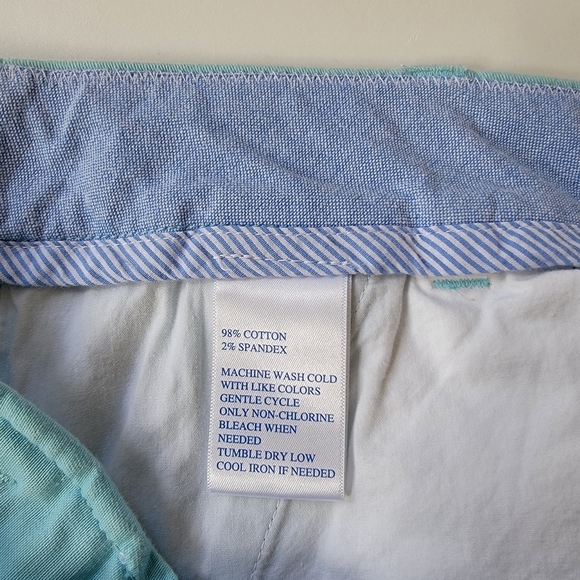 98% COTTON
2% SPANDEX
MACHINE WASH COLD
WITH LIKE COLORS
GENTLE CYCLE
ONLY NON-CHLORINE
BLEACH WHEN
NEEDED
TUMBLE DRY LOW
COOL IRON IF NEEDED